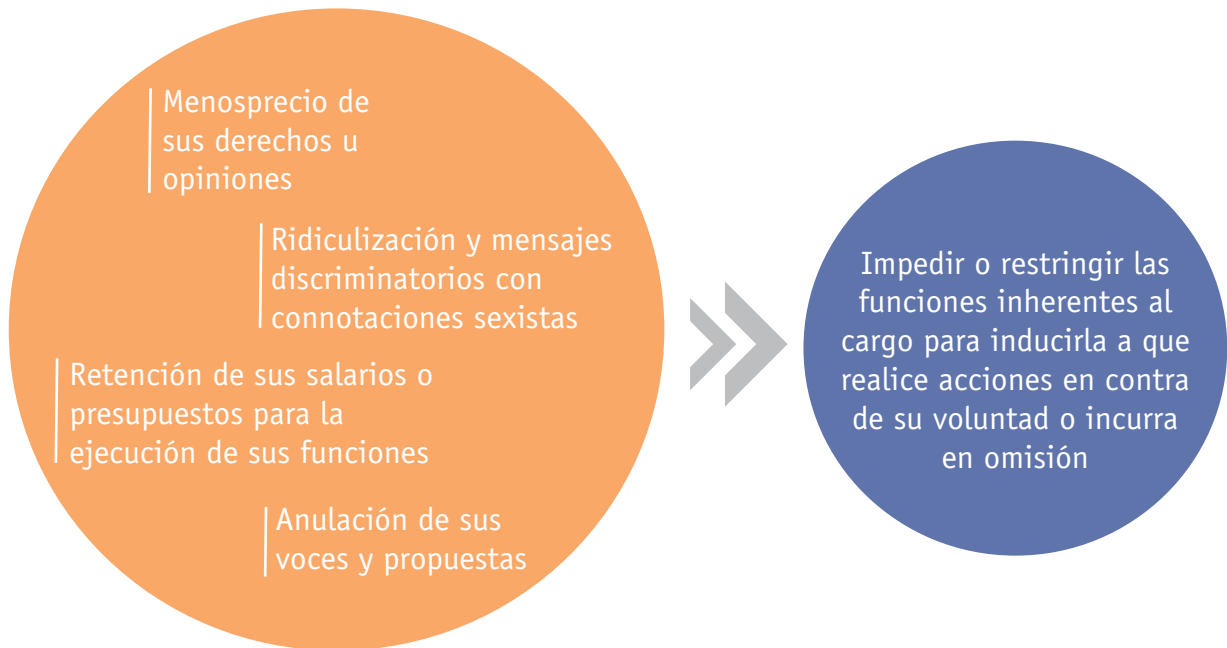 Menosprecio de
sus derechos u
opiniones
Ridiculización y mensajes
discriminatorios con
connotaciones sexistas
Retención de sus salarios o
presupuestos para la
ejecución de sus funciones
Anulación de sus
voces y propuestas
Impedir o restringir las
funciones inherentes al
cargo para inducirla a que
realice acciones en contra
de su voluntad o incurra
en omisión